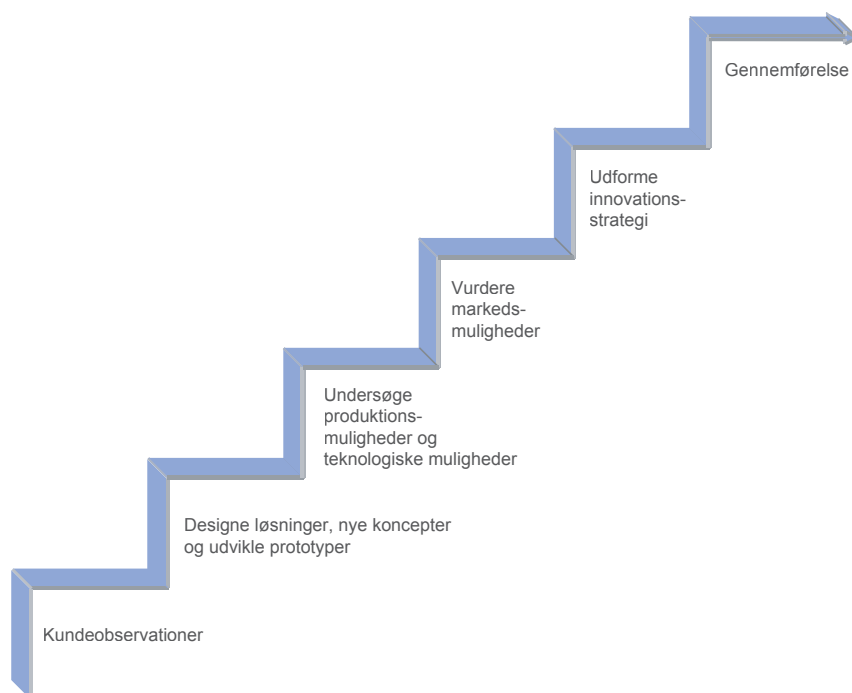 Gennemførelse
Udforme
innovations-
strategi
Vurdere
markeds-
muligheder
Undersøge
produktions-
muligheder og
teknologiske muligheder
Designe løsninger, nye koncepter
og udvikle prototyper
Kundeobservationer